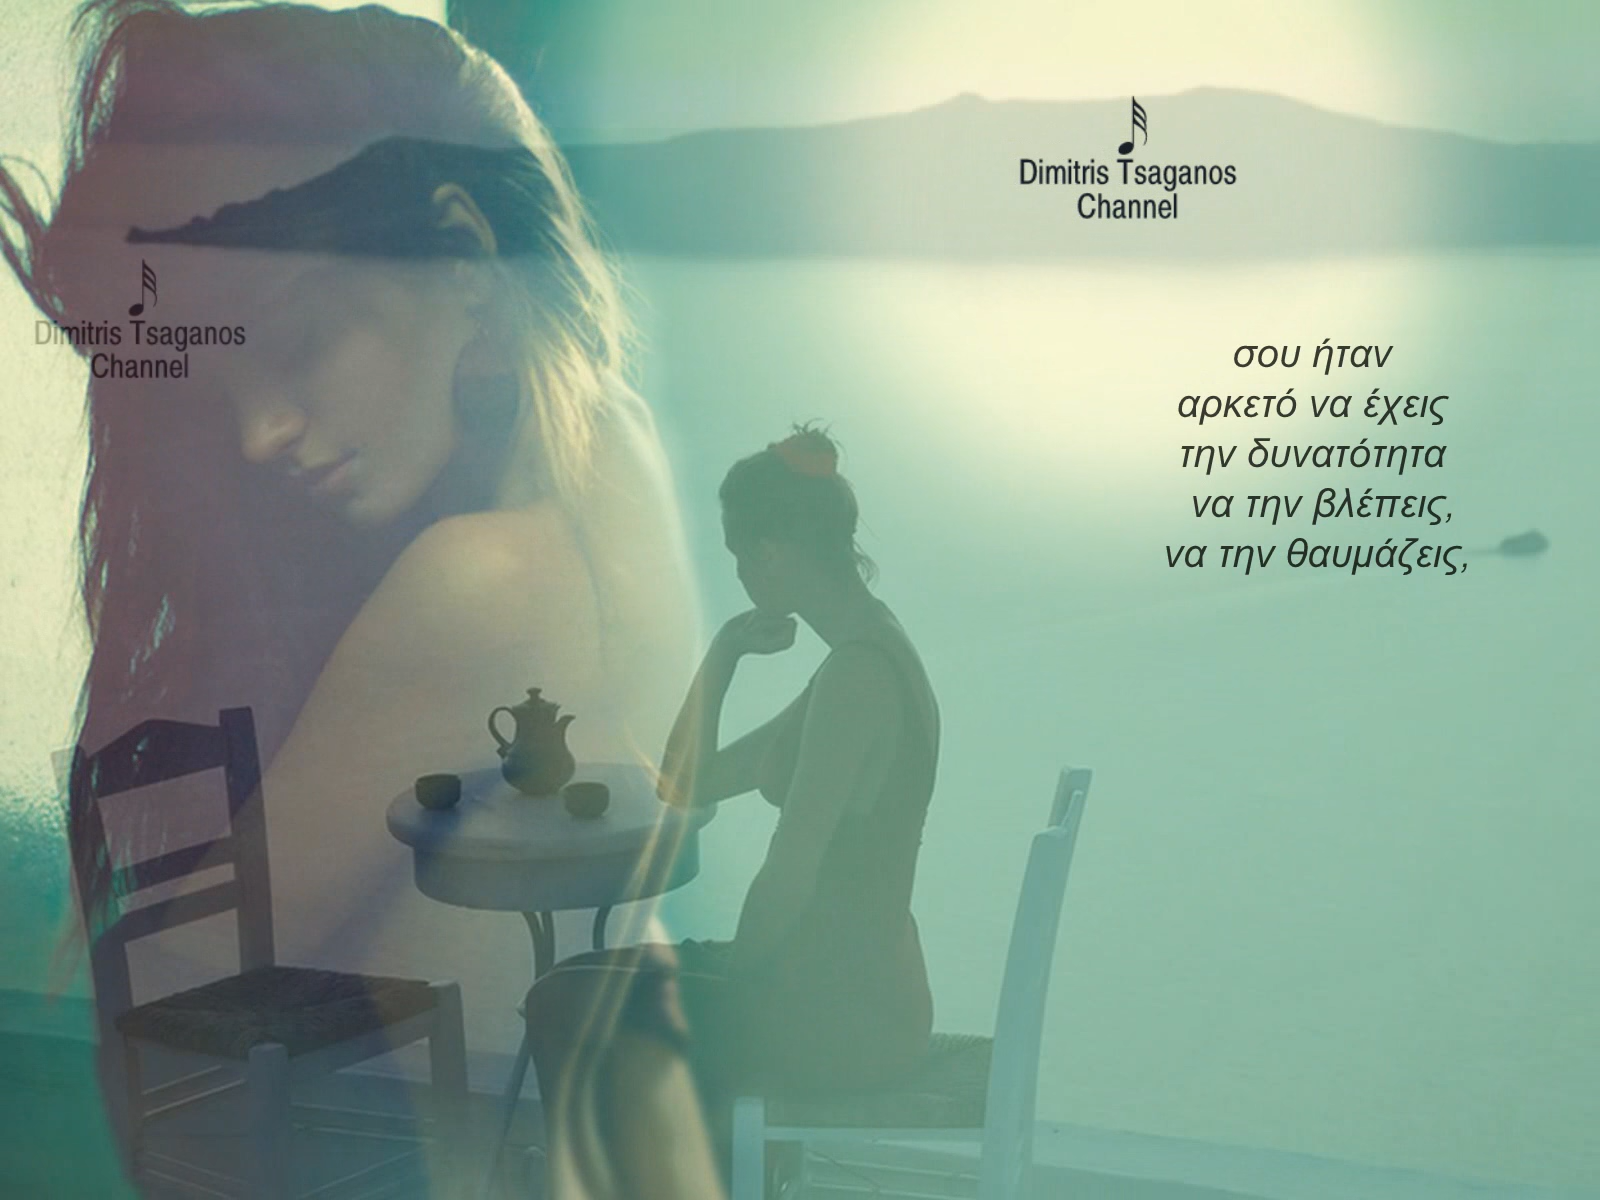 Dimitris Tsaganos
Channel
Dimitris Tsaganos
Channel
σου ήταν
αρκετό να έχεις
την δυνατότητα
να την βλέπεις,
να την θαυμάζεις,